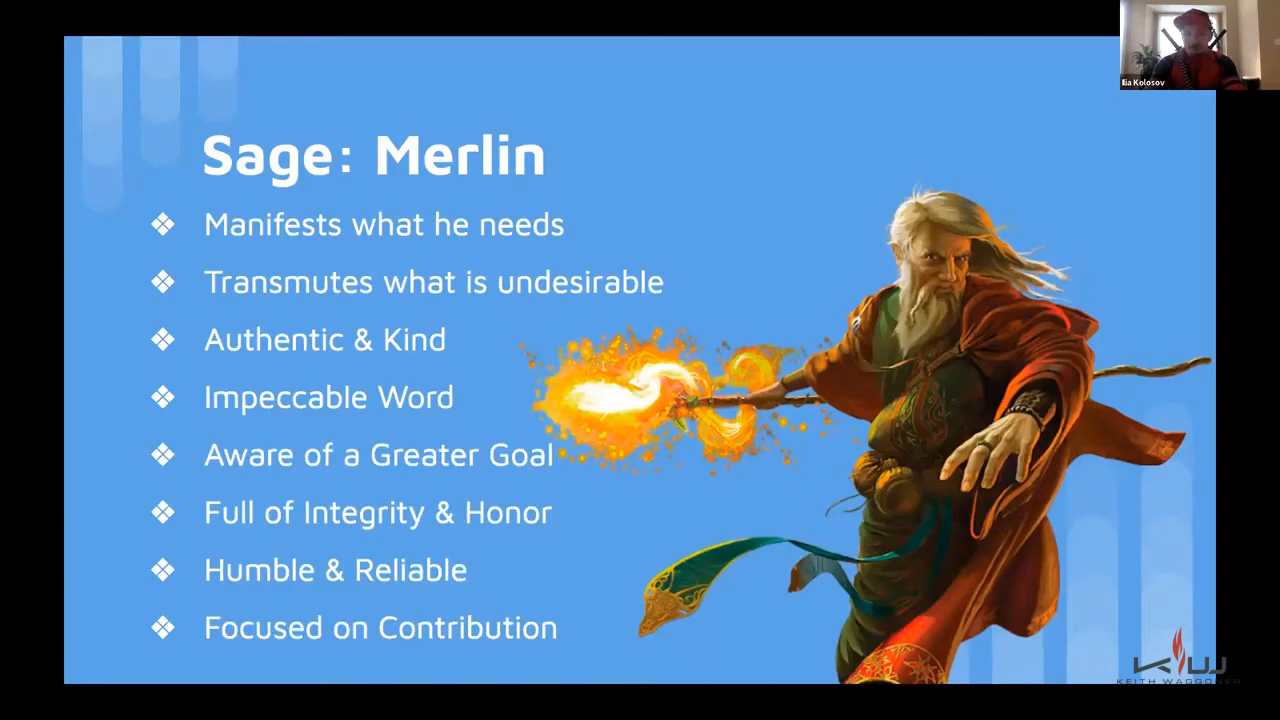 Ilia Kolosov
Sage: Merlin
❖ Manifests what he needs
❖ Transmutes what is undesirable
❖ Authentic & Kind
❖ Impeccable Word
❖ Aware of a Greater Goal
❖ Full of Integrity & Honor
❖ Humble & Reliable
❖ Focused on Contribution
KW
KEITH WAGGONER